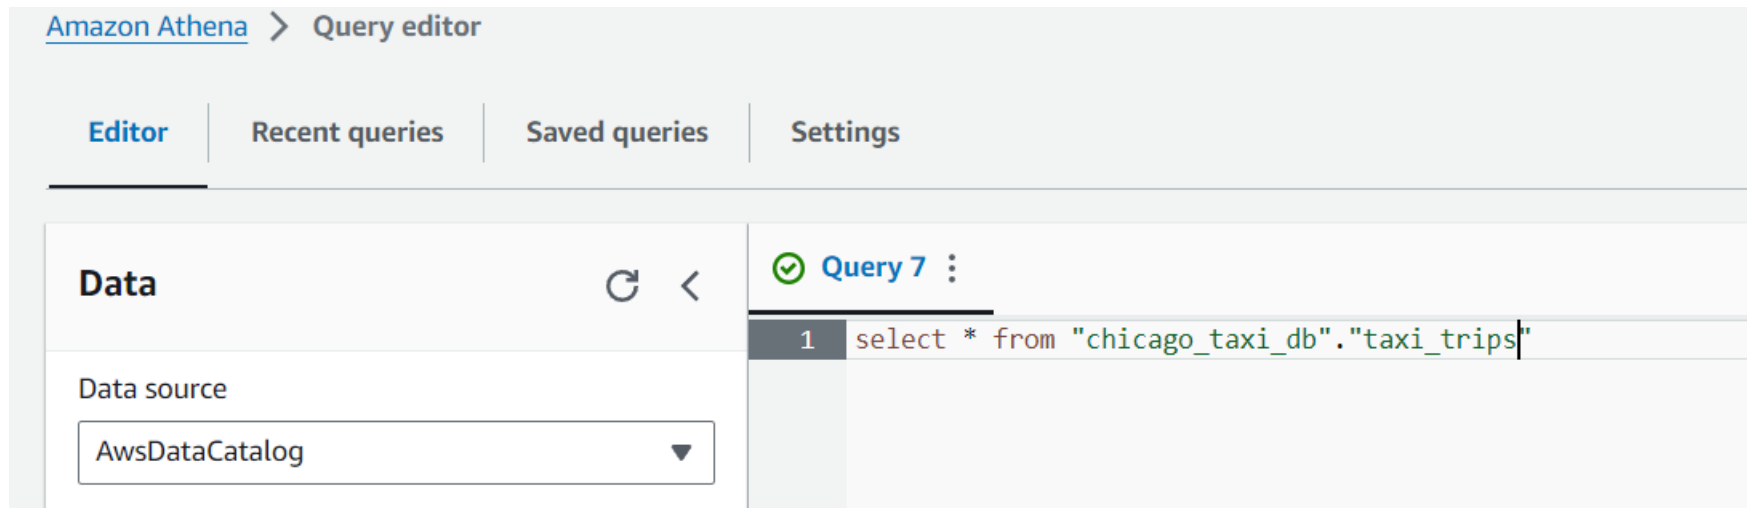 Amazon Athena > Query editor
Editor Recent queries Saved queries Settings
Data
Query 7
1 select * from "chicago_taxi_db"."taxi_trips"
Data source
AwsDataCatalog